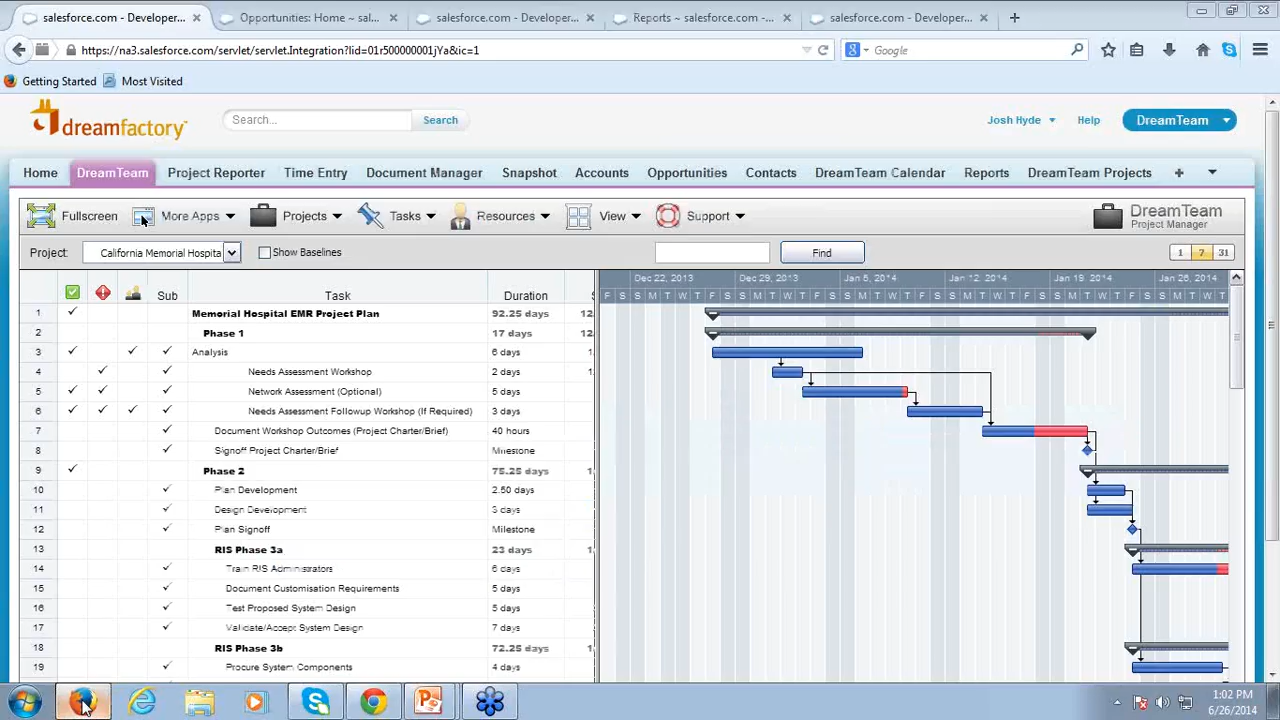 salesforce.com - Developer...
Opportunities: Home ~ sal...
salesforce.com - Developer...
Reports ~ salesforce.com -...
salesforce.com - Developer...
https://na3.salesforce.com/servlet/servlet.Integration?lid=01r500000001jYa&ic=1
Google
Getting Started
Most Visited
dreamfactory
Search...
Search
Josh Hyde
Help
DreamTeam
Home DreamTeam Project Reporter Time Entry Document Manager Snapshot Accounts Opportunities Contacts DreamTeam Calendar Reports DreamTeam Projects +
Fullscreen More Apps Projects Tasks Resources View Support
DreamTeam
Project Manager
Project: California Memorial Hospita Show Baselines Find 1 7 31
Dec 22, 2013 Dec 29, 2013 Jan 5, 2014 Jan 12, 2014 Jan 19, 2014 Jan 26, 2014
Sub Task Duration S
F S S M T W T F S S M T W T F S S M T W T F S S M T W T F S S M T W T F S S M T W T
1 Memorial Hospital EMR Project Plan 92.25 days 12
2 Phase 1 17 days 12
3 Analysis 6 days 1
4 Needs Assessment Workshop 2 days 1
5 Network Assessment (Optional) 5 days
6 Needs Assessment Followup Workshop (If Required) 3 days
7 Document Workshop Outcomes (Project Charter/Brief) 40 hours
8 Signoff Project Charter/Brief Milestone
9 Phase 2 75.25 days
10 Plan Development 2.50 days
11 Design Development 3 days
12 Plan Signoff Milestone
13 RIS Phase 3a 23 days
14 Train RIS Administrators 6 days
15 Document Customisation Requirements 5 days
16 Test Proposed System Design 5 days
17 Validate/Accept System Design 7 days
18 RIS Phase 3b 72.25 days
19 Procure System Components 4 days
1:02 PM
6/26/2014